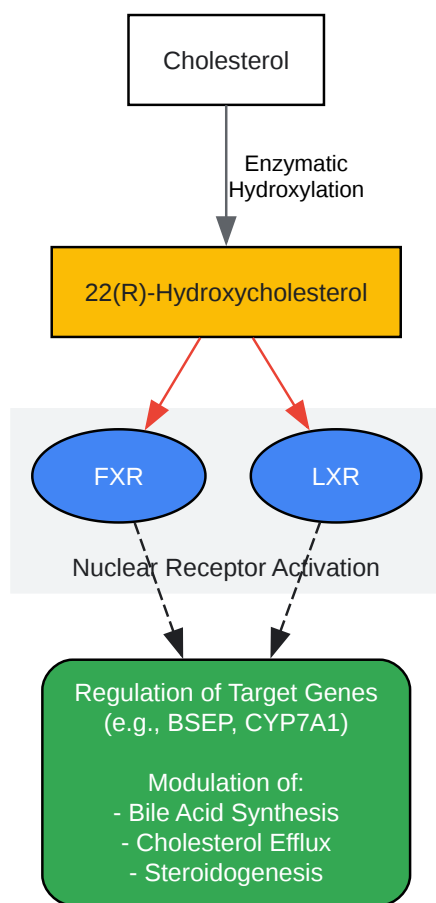 Cholesterol
Enzymatic
Hydroxylation
22(R)-Hydroxycholesterol
FXR
LXR
Nuclear Receptor Activation
Regulation of Target Genes
(e.g., BSEP, CYP7A1)
Modulation of:
- Bile Acid Synthesis
- Cholesterol Efflux
- Steroidogenesis